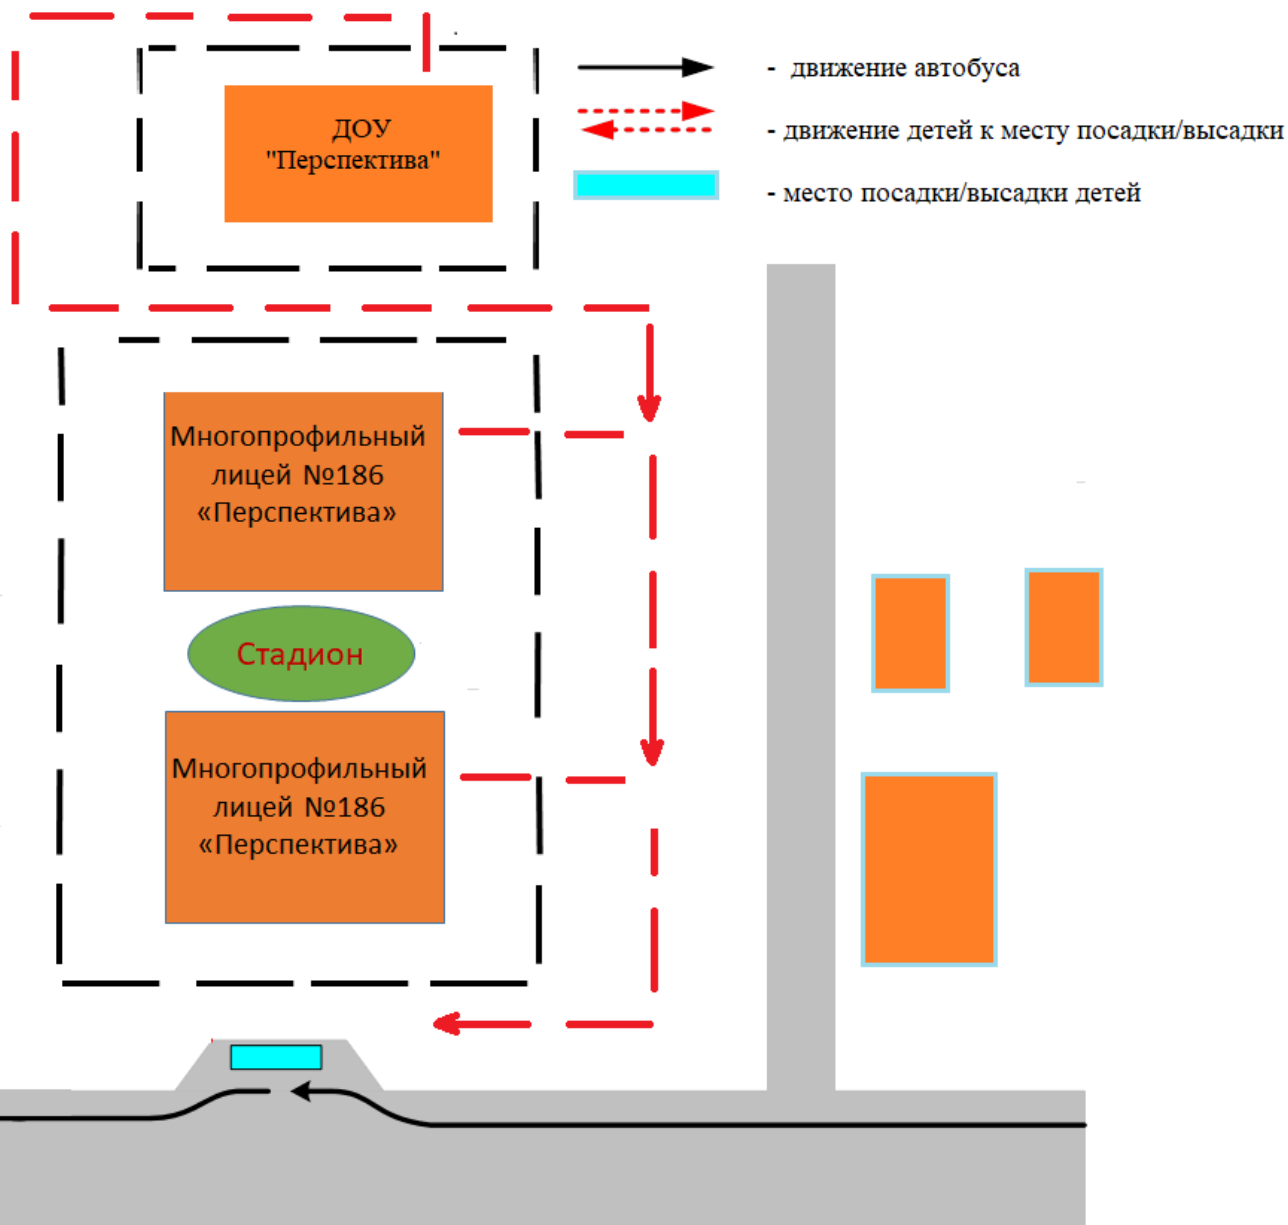 ДОУ
"Перспектива"
- движение автобуса
- движение детей к месту посадки/высадки
- место посадки/высадки детей
Многопрофильный
лицей №186
«Перспектива»
Стадион
Многопрофильный
лицей №186
«Перспектива»